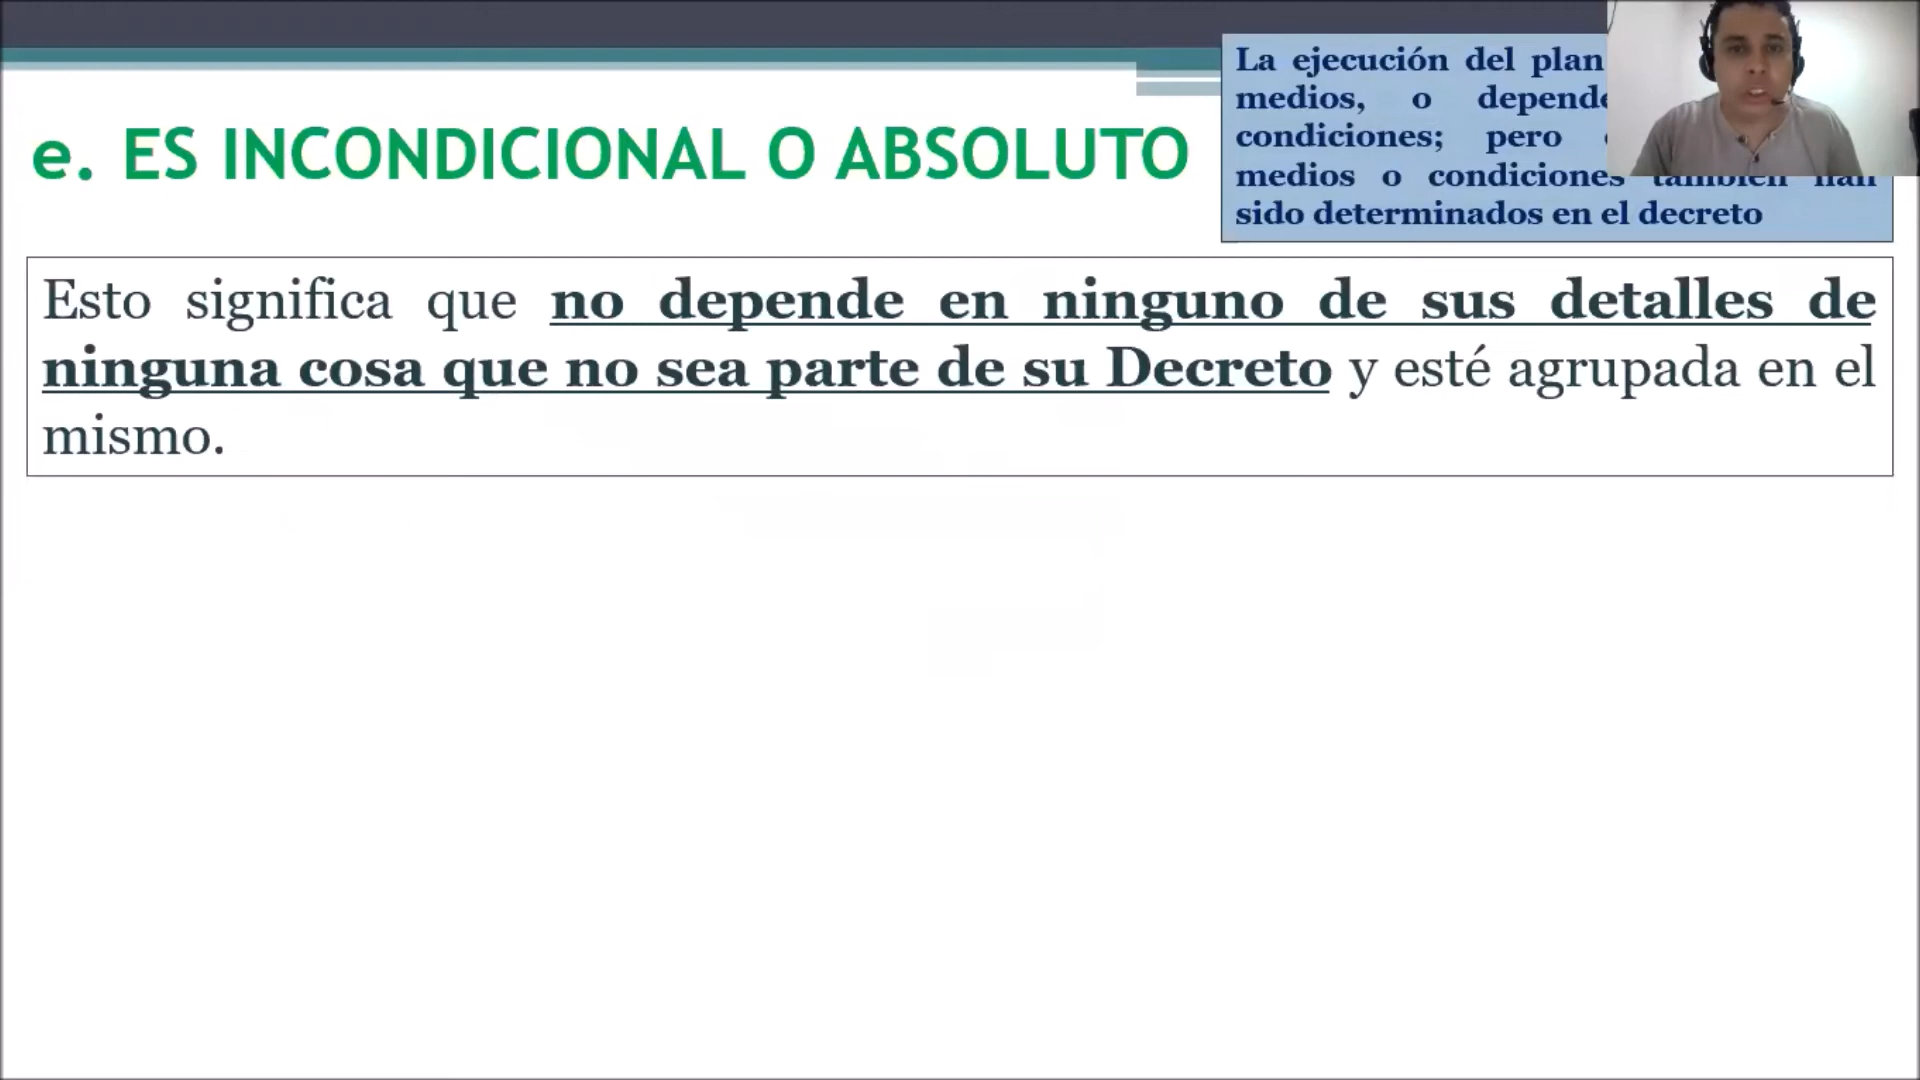 e. ES INCONDICIONAL O ABSOLUTO
La ejecución del plan
medios, o depende
condiciones; pero
medios o condiciones también han
sido determinados en el decreto
Esto significa que no depende en ninguno de sus detalles de
ninguna cosa que no sea parte de su Decreto y esté agrupada en el
mismo.